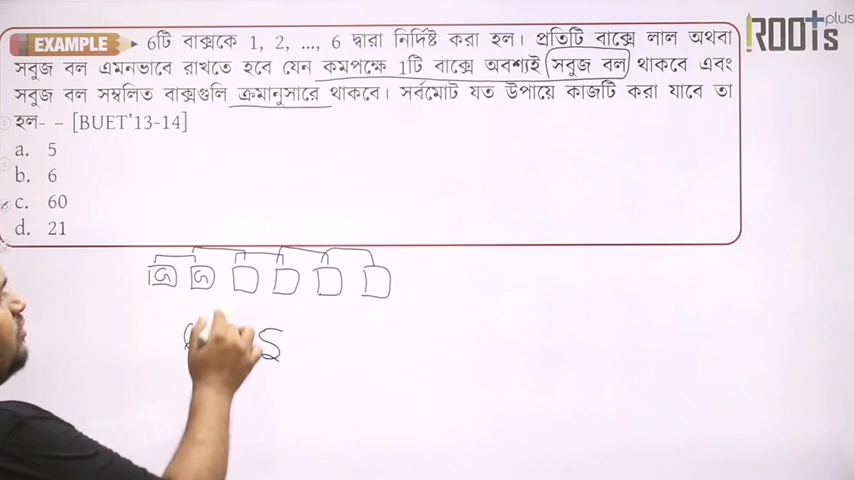 EXAMPLE 6টি বাক্সকে 1, 2, ..., 6 দ্বারা নির্দিষ্ট করা হল। প্রতিটি বাক্সে লাল অথবা
সবুজ বল এমনভাবে রাখতে হবে যেন কমপক্ষে 1টি বাক্সে অবশ্যই সবুজ বল থাকবে এবং
সবুজ বল সম্বলিত বাক্সগুলি ক্রমানুসারে থাকবে। সর্বমোট যত উপায়ে কাজটি করা যাবে তা
হল- – [BUET'13-14]
a. 5
b. 6
c. 60
d. 21
ROOTs plus